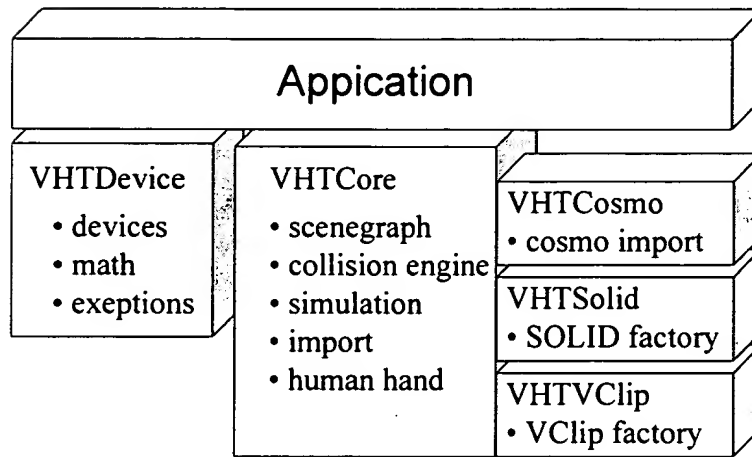 Appication
VHTDevice
• devices
• math
• exeptions
VHTCore
• scenegraph
• collision engine
• simulation
• import
• human hand
VHTCosmo
• cosmo import
VHTSolid
• SOLID factory
VHTVClip
• VClip factory